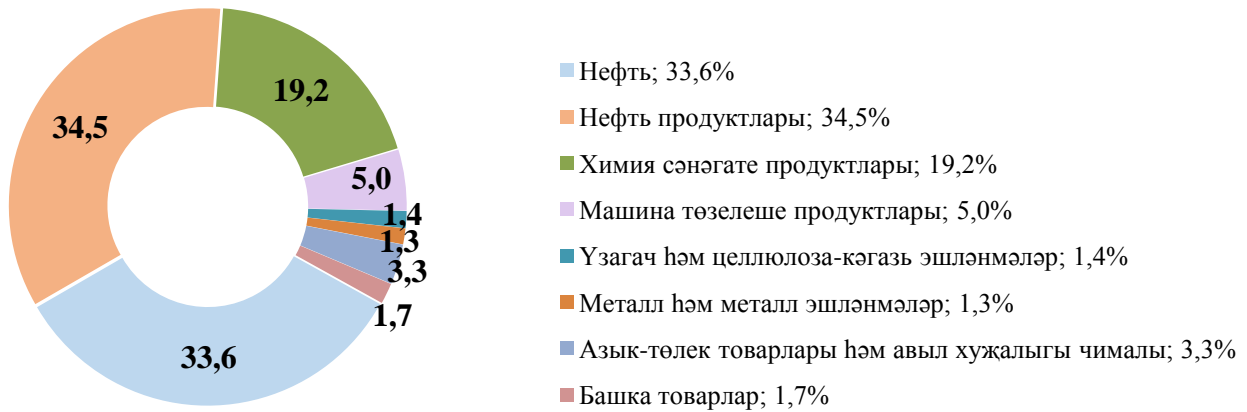 19,2
34,5
5,0
1,4
1,3
3,3
1,7
33,6
Нефть; 33,6%
Нефть продуктлары; 34,5%
Химия сәнәгате продуктлары; 19,2%
Машина төзелеше продуктлары; 5,0%
Үзагач һәм целлюлоза-кәгазь эшләнмәләр; 1,4%
Металл һәм металл эшләнмәләр; 1,3%
Азык-төлек товарлары һәм авыл хуҗалыгы чималы; 3,3%
Башка товарлар; 1,7%